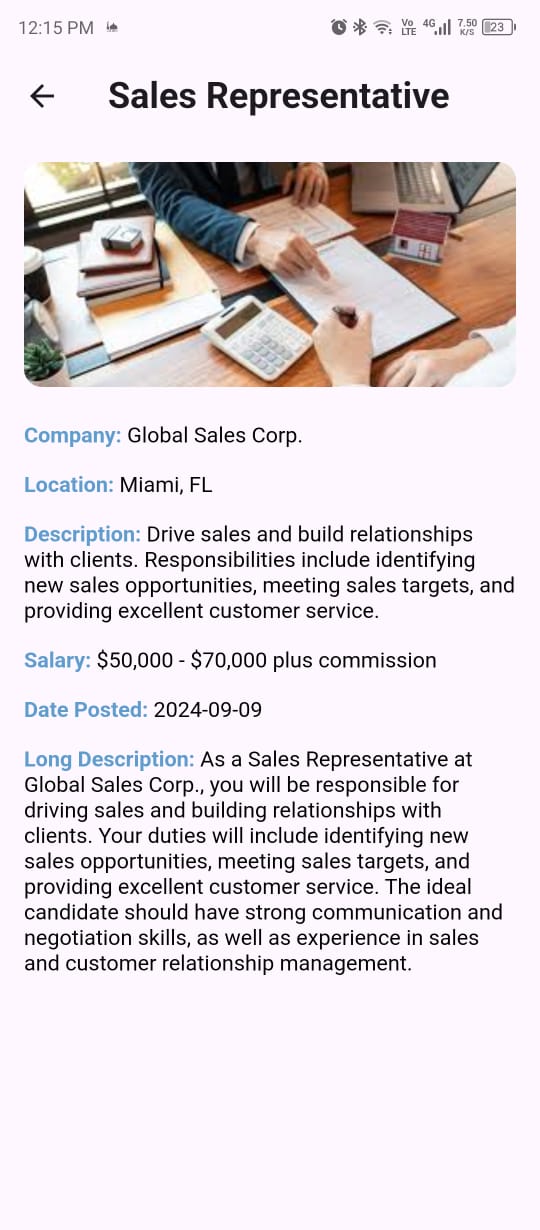 12:15 PM
Vo
LTE
4G
7.50
K/S
23
Sales Representative
Company: Global Sales Corp.
Location: Miami, FL
Description: Drive sales and build relationships
with clients. Responsibilities include identifying
new sales opportunities, meeting sales targets, and
providing excellent customer service.
Salary: $50,000 - $70,000 plus commission
Date Posted: 2024-09-09
Long Description: As a Sales Representative at
Global Sales Corp., you will be responsible for
driving sales and building relationships with
clients. Your duties will include identifying new
sales opportunities, meeting sales targets, and
providing excellent customer service. The ideal
candidate should have strong communication and
negotiation skills, as well as experience in sales
and customer relationship management.